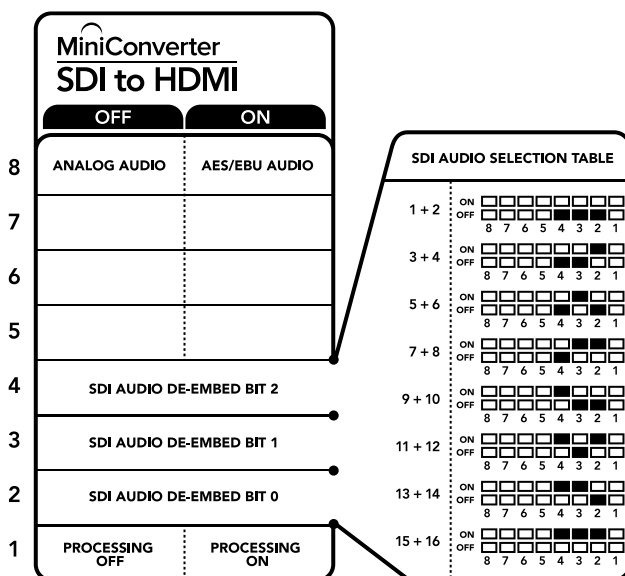 MiniConverter
SDI to HDMI
OFF ON
8 ANALOG AUDIO AES/EBU AUDIO
7
6
5
4 SDI AUDIO DE-EMBED BIT 2
3 SDI AUDIO DE-EMBED BIT 1
2 SDI AUDIO DE-EMBED BIT 0
1 PROCESSING OFF PROCESSING ON
SDI AUDIO SELECTION TABLE
1 + 2 ON
OFF
8 7 6 5 4 3 2 1
3 + 4 ON
OFF
8 7 6 5 4 3 2 1
5 + 6 ON
OFF
8 7 6 5 4 3 2 1
7 + 8 ON
OFF
8 7 6 5 4 3 2 1
9 + 10 ON
OFF
8 7 6 5 4 3 2 1
11 + 12 ON
OFF
8 7 6 5 4 3 2 1
13 + 14 ON
OFF
8 7 6 5 4 3 2 1
15 + 16 ON
OFF
8 7 6 5 4 3 2 1